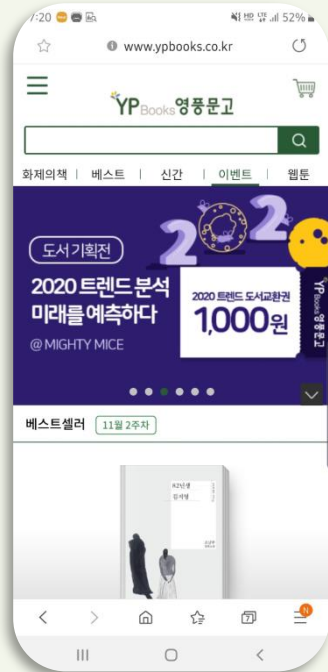 7:20 52%
www.ypbooks.co.kr
YP Books 영풍문고
화제의책 | 베스트 | 신간 | 이벤트 | 웹툰
도서기획전
2020
2020 트렌드 분석
미래를 예측하다
@ MIGHTY MICE
2020 트렌드 도서교환권
1,000원
YP Books 영풍문고
베스트셀러 11월 2주차
82년생
김지영
7
N